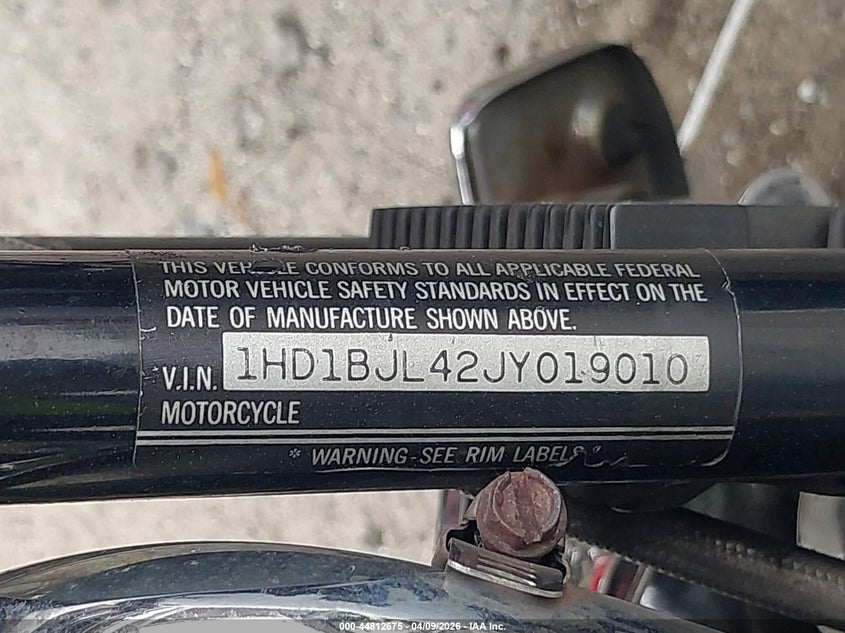 THIS VEHICLE CONFORMS TO ALL APPLICABLE FEDERAL
MOTOR VEHICLE SAFETY STANDARDS IN EFFECT ON THE
DATE OF MANUFACTURE SHOWN ABOVE.
V.I.N. 1HD1BJL42JY019010
MOTORCYCLE
* WARNING-SEE RIM LABELS
000-44812675 - 04/09/2026 - IAA Inc.